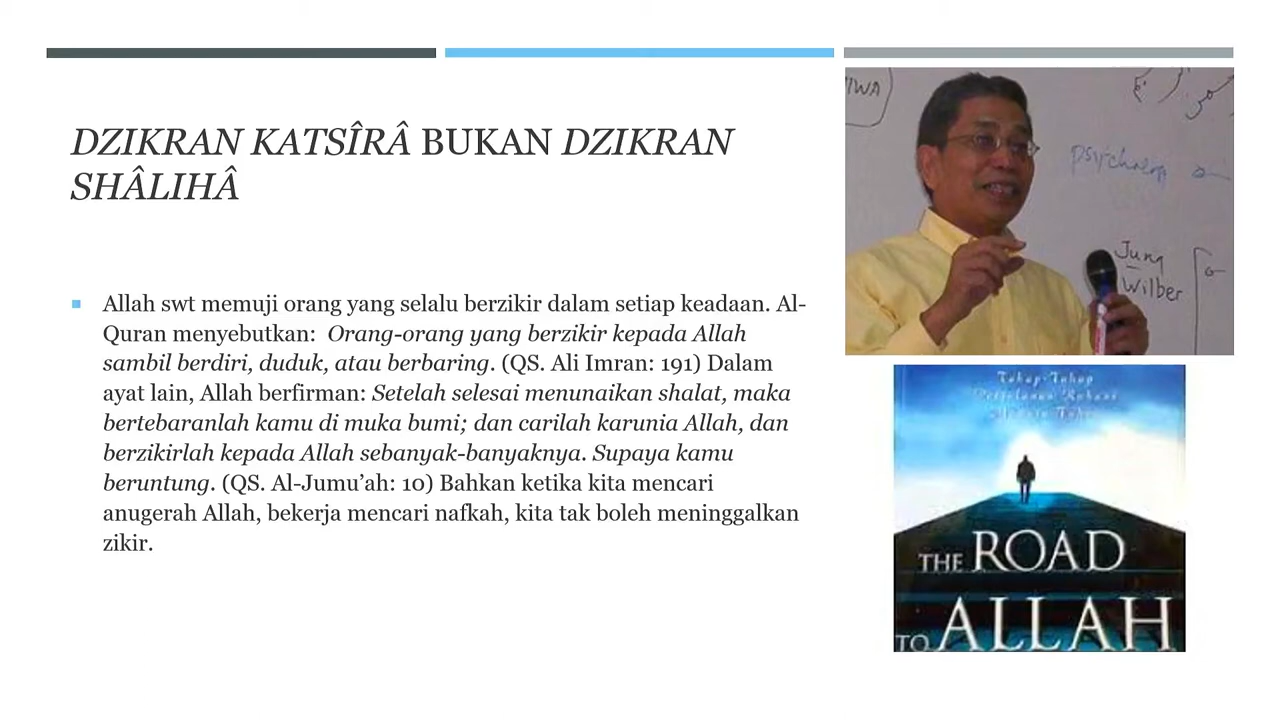 DZIKRAN KATSÎRÂ BUKAN DZIKRAN
SHÂLIHÂ
Allah swt memuji orang yang selalu berzikir dalam setiap keadaan. Al-
Quran menyebutkan:  Orang-orang yang berzikir kepada Allah
sambil berdiri, duduk, atau berbaring. (QS. Ali Imran: 191) Dalam
ayat lain, Allah berfirman: Setelah selesai menunaikan shalat, maka
bertebaranlah kamu di muka bumi; dan carilah karunia Allah, dan
berzikirlah kepada Allah sebanyak-banyaknya. Supaya kamu
beruntung. (QS. Al-Jumu’ah: 10) Bahkan ketika kita mencari
anugerah Allah, bekerja mencari nafkah, kita tak boleh meninggalkan
zikir.
Jung
Wilber
Tahap-Tahap
THE ROAD
TO ALLAH